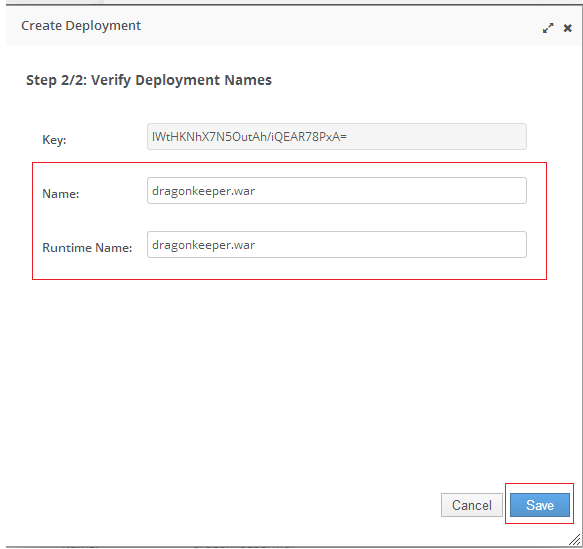 Create Deployment
Step 2/2: Verify Deployment Names
Key: IWtHKNhX7N5OutAh/iQEAR78PxA=
Name: dragonkeeper.war
Runtime Name: dragonkeeper.war
Cancel Save